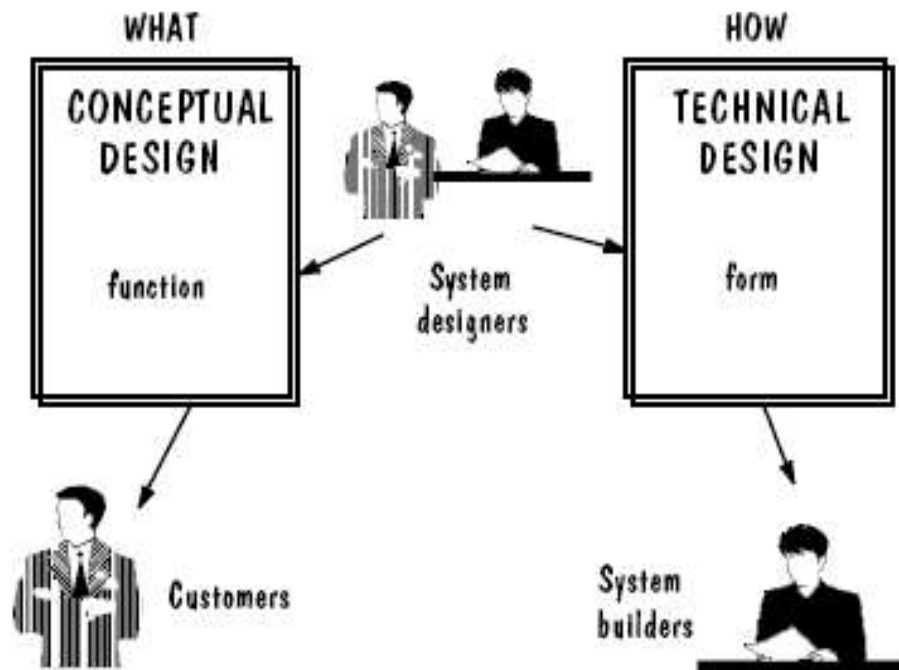 WHAT
HOW
CONCEPTUAL
DESIGN
TECHNICAL
DESIGN
function
System
designers
form
Customers
System
builders